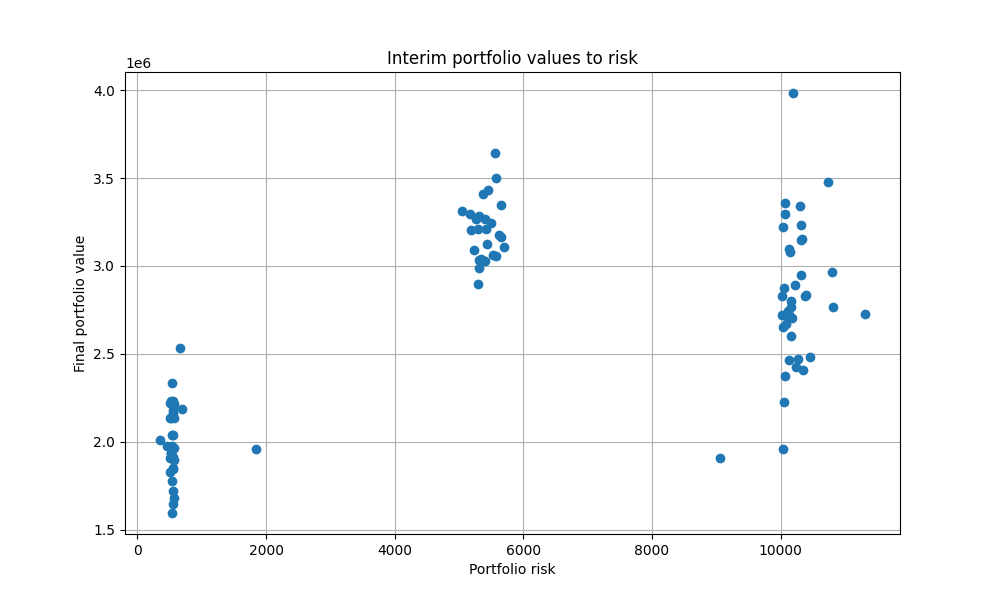 Interim portfolio values to risk
1e6
4.0
3.5
3.0
2.5
2.0
1.5
Final portfolio value
0 2000 4000 6000 8000 10000
Portfolio risk